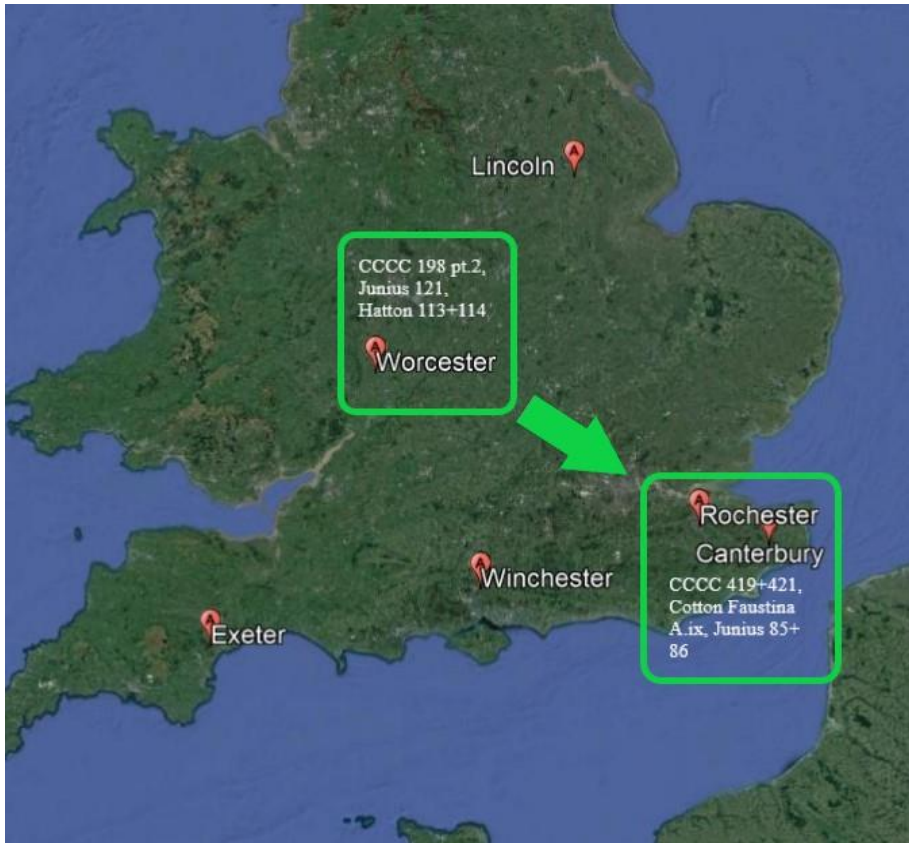 Lincoln
CCCC 198 pt.2,
Junius 121,
Hatton 113+114
Worcester
Rochester
Canterbury
CCCC 419+421,
Cotton Faustina
A.ix, Junius 85+
86
Winchester
Exeter